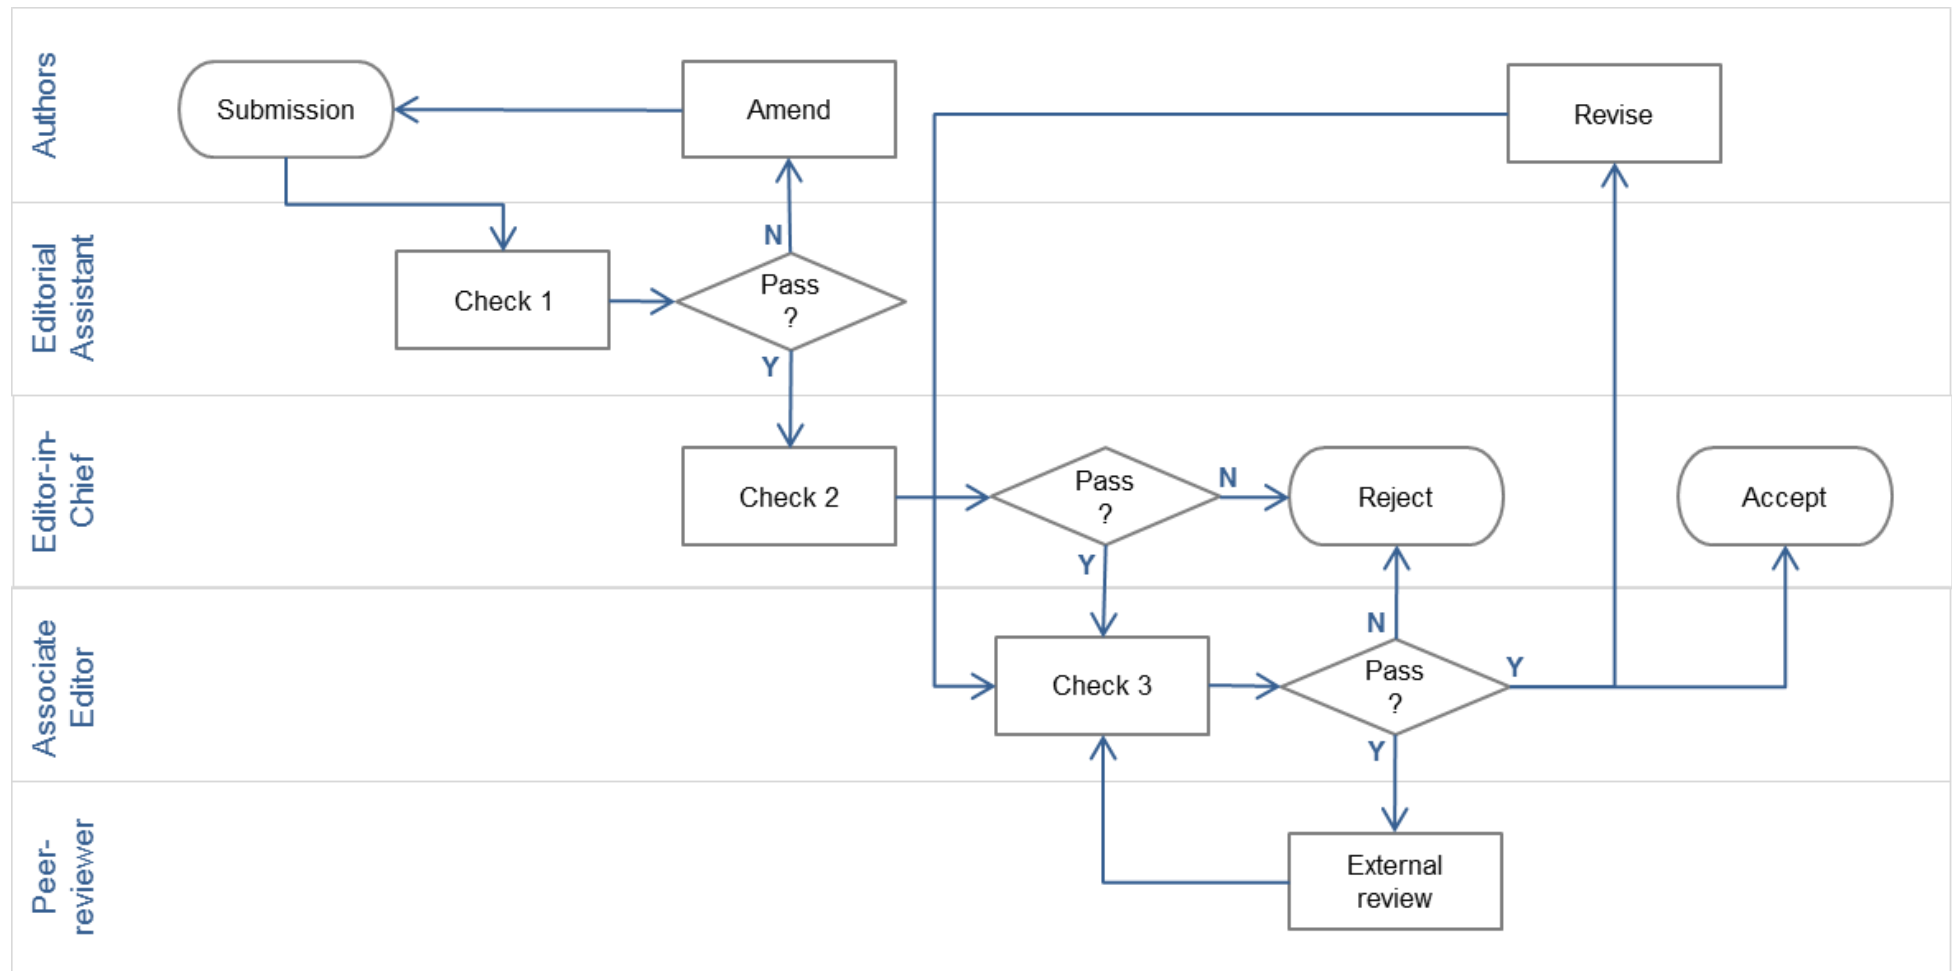 Authors
Submission
Amend
Revise
Editorial
Assistant
N
Check 1
Pass
?
Y
Editor-in-
Chief
Check 2
Pass
?
N
Reject
Accept
Y
Associate
Editor
N
Check 3
Pass
?
Y
Y
Peer-
reviewer
External
review